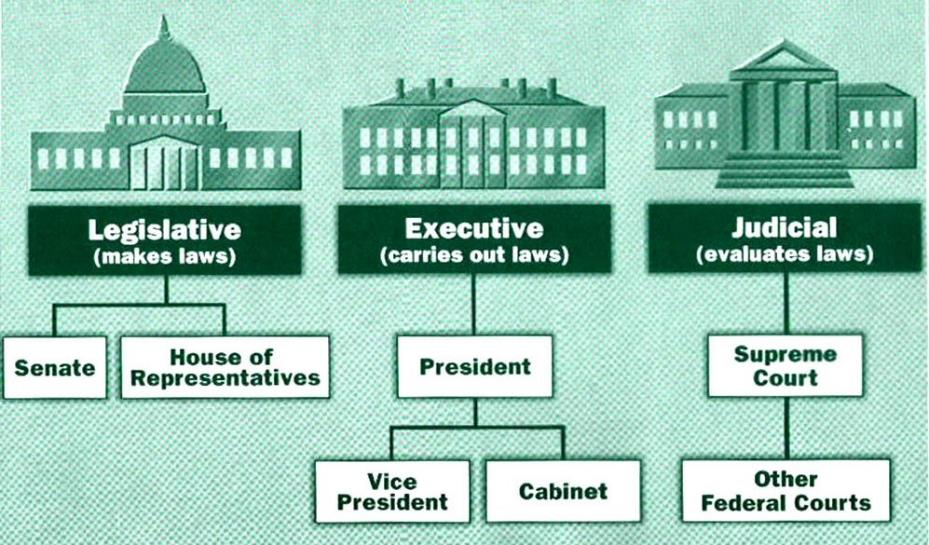 Legislative
(makes laws)
Executive
(carries out laws)
Judicial
(evaluates laws)
Senate
House of
Representatives
President
Supreme
Court
Vice
President
Cabinet
Other
Federal Courts